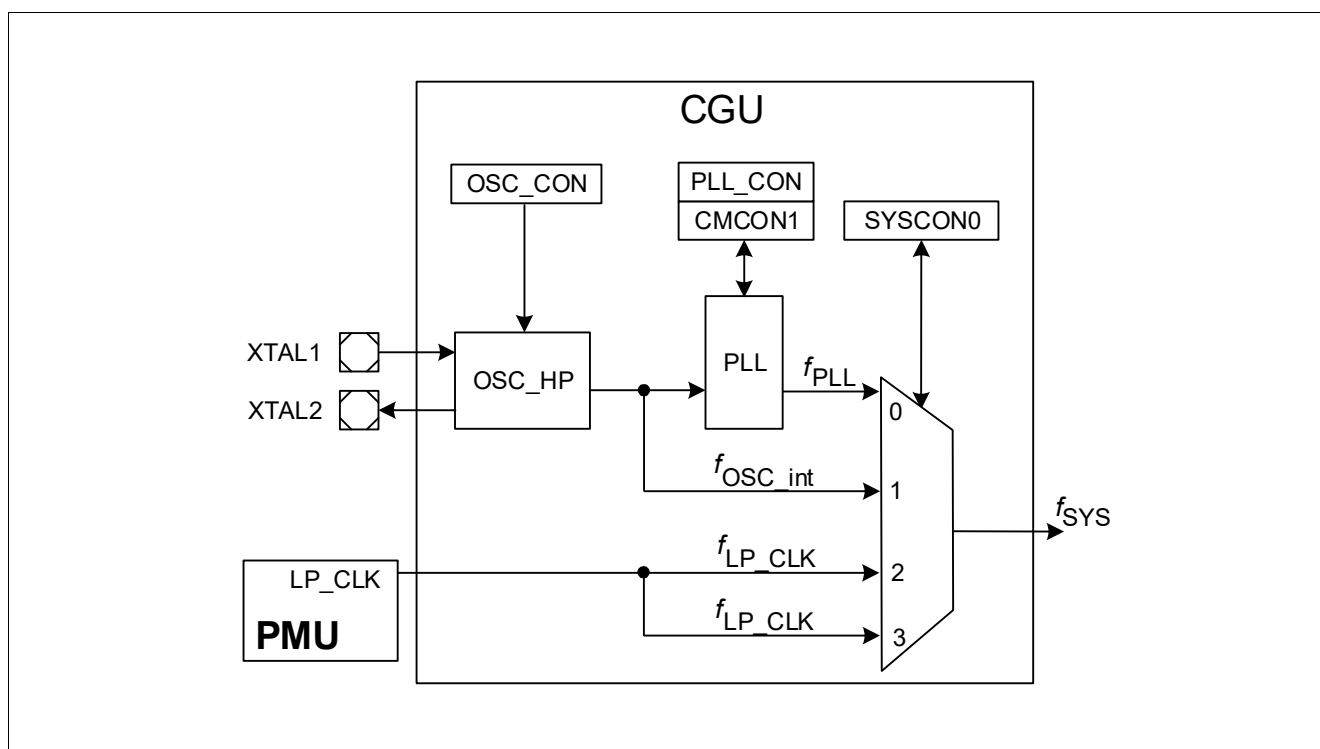 CGU
OSC_CON
PLL_CON
CMCON1
SYSCON0
XTAL1
XTAL2
OSC_HP
PLL
fPLL
0
fOSC_int
1
fSYS
fLP_CLK
2
fLP_CLK
3
LP_CLK
PMU